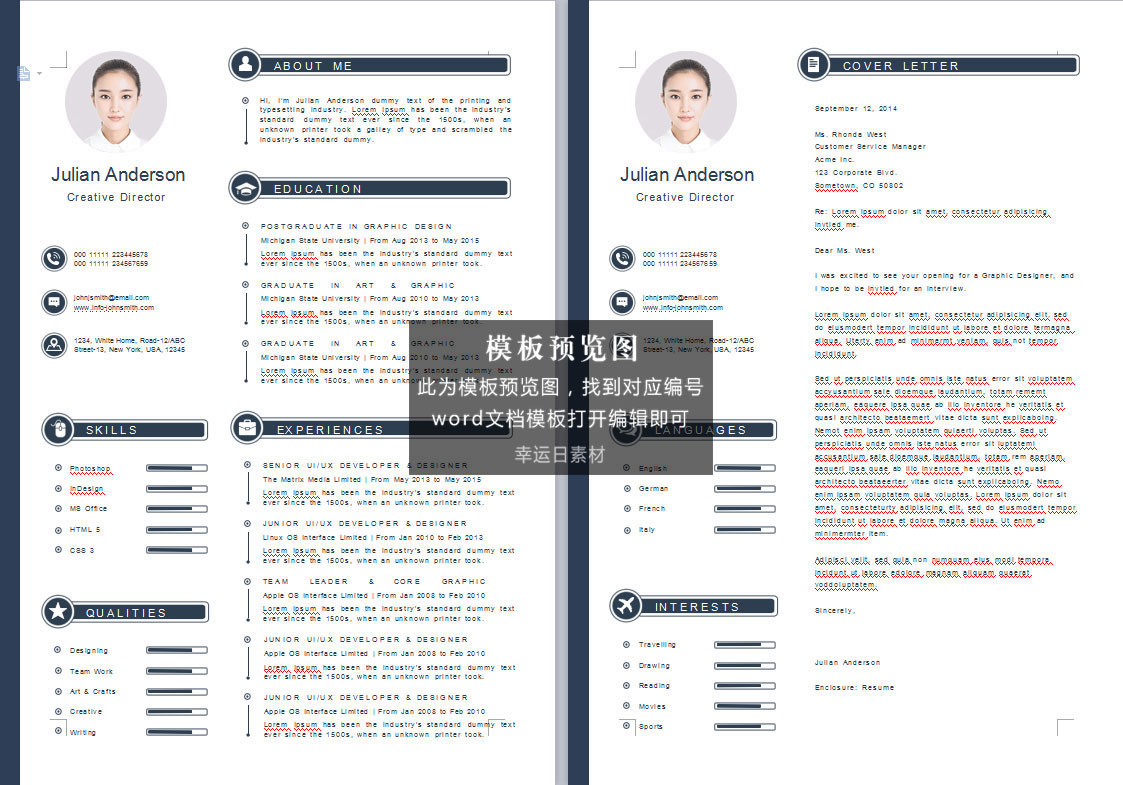 Julian Anderson
Creative Director
000 11111 223445678
000 11111 234567659
johnjsmith@email.com
www.info-johnsmith.com
1234, White Home, Road-12/ABC
Street-13, New York, USA, 12345
SKILLS
Photoshop
InDesign
MS Office
HTML 5
CSS 3
QUALITIES
Designing
Team Work
Art & Crafts
Creative
Writing
ABOUT ME
Hi, I'm Julian Anderson dummy text of the printing and
typesetting industry. Lorem Ipsum has been the industry's
standard dummy text ever since the 1500s, when an
unknown printer took a galley of type and scrambled the
industry's standard dummy.
EDUCATION
POSTGRADUATE IN GRAPHIC DESIGN
Michigan State University | From Aug 2013 to May 2015
Lorem Ipsum has been the industry's standard dummy text
ever since the 1500s, when an unknown printer took.
GRADUATE IN ART & GRAPHIC
Michigan State University | From Aug 2010 to May 2013
Lorem Ipsum has been the industry's standard dummy text
ever since the 1500s, when an unknown printer took.
GRADUATE IN ART & GRAPHIC
Michigan State University | From Aug 2010 to May 2013
Lorem Ipsum has been the industry's standard dummy text
ever since the 1500s, when an unknown printer took.
EXPERIENCES
SENIOR UI/UX DEVELOPER & DESIGNER
The Matrix Media Limited | From May 2013 to May 2015
Lorem Ipsum has been the industry's standard dummy text
ever since the 1500s, when an unknown printer took.
JUNIOR UI/UX DEVELOPER & DESIGNER
Linux OS Interface Limited | From Jan 2010 to Feb 2013
Lorem Ipsum has been the industry's standard dummy text
ever since the 1500s, when an unknown printer took.
TEAM LEADER & CORE GRAPHIC
Apple OS Interface Limited | From Jan 2008 to Feb 2010
Lorem Ipsum has been the industry's standard dummy text
ever since the 1500s, when an unknown printer took.
JUNIOR UI/UX DEVELOPER & DESIGNER
Apple OS Interface Limited | From Jan 2008 to Feb 2010
Lorem Ipsum has been the industry's standard dummy text
ever since the 1500s, when an unknown printer took.
JUNIOR UI/UX DEVELOPER & DESIGNER
Apple OS Interface Limited | From Jan 2008 to Feb 2010
Lorem Ipsum has been the industry's standard dummy text
ever since the 1500s, when an unknown printer took.
模板预览图
此为模板预览图，找到对应编号
word文档模板打开编辑即可
幸运日素材
Julian Anderson
Creative Director
000 11111 223445678
000 11111 234567659
johnjsmith@email.com
www.info-johnsmith.com
1234, White Home, Road-12/ABC
Street-13, New York, USA, 12345
LANGUAGES
English
German
French
Italy
INTERESTS
Travelling
Drawing
Reading
Movies
Sports
COVER LETTER
September 12, 2014
Ms. Rhonda West
Customer Service Manager
Acme Inc.
123 Corporate Blvd.
Sometown, CO 50802
Re: Lorem ipsum dolor sit amet, consectetur adipisicing,
invtied me.
Dear Ms. West
I was excited to see your opening for a Graphic Designer, and
I hope to be invtied for an interview.
Lorem ipsum dolor sit amet, consectetur adipisicing elit, sed
do eiusmodert tempor incididunt ut labore et dolore termagna
aliqua. Uterty enim ad minimermt veniam, quis not tempor
incididunt.
Sed ut perspiciatis unde omnis iste natus error sit voluptatem
accyusantium sale dloemque laudantium, totam rememt
aperiam, eaquere ipsa quae ab illo inventore he veritatis et
quasi architecto beataemert vitae dicta sunt explicaboing.
Nemot enim ipsam voluptatem quiaerti voluptas. Sed ut
perspiciatis unde omnis iste natus error sit iuptatemi
accusantium sale dloemque laudantium, totam rem aperiam,
eaqueri ipsa quae ab illo inventore he veritatis et quasi
architecto beataeerter vitae dicta sunt explicaboing. Nemo
enim ipsam voluptatem quia voluptas. Lorem ipsum dolor sit
amet, consecteturty adipisicing elit, sed do eiusmodert tempor
incididunt ut labore et dolore magna aliqua. Ut enim ad
minimermter item.
Adipisci velit, sed quia non numquam eius modi tempora
incidunt ut labore edolore magnam aliquam quaerat
voddoluptatem.
Sincerely,
Julian Anderson
Enclosure: Resume